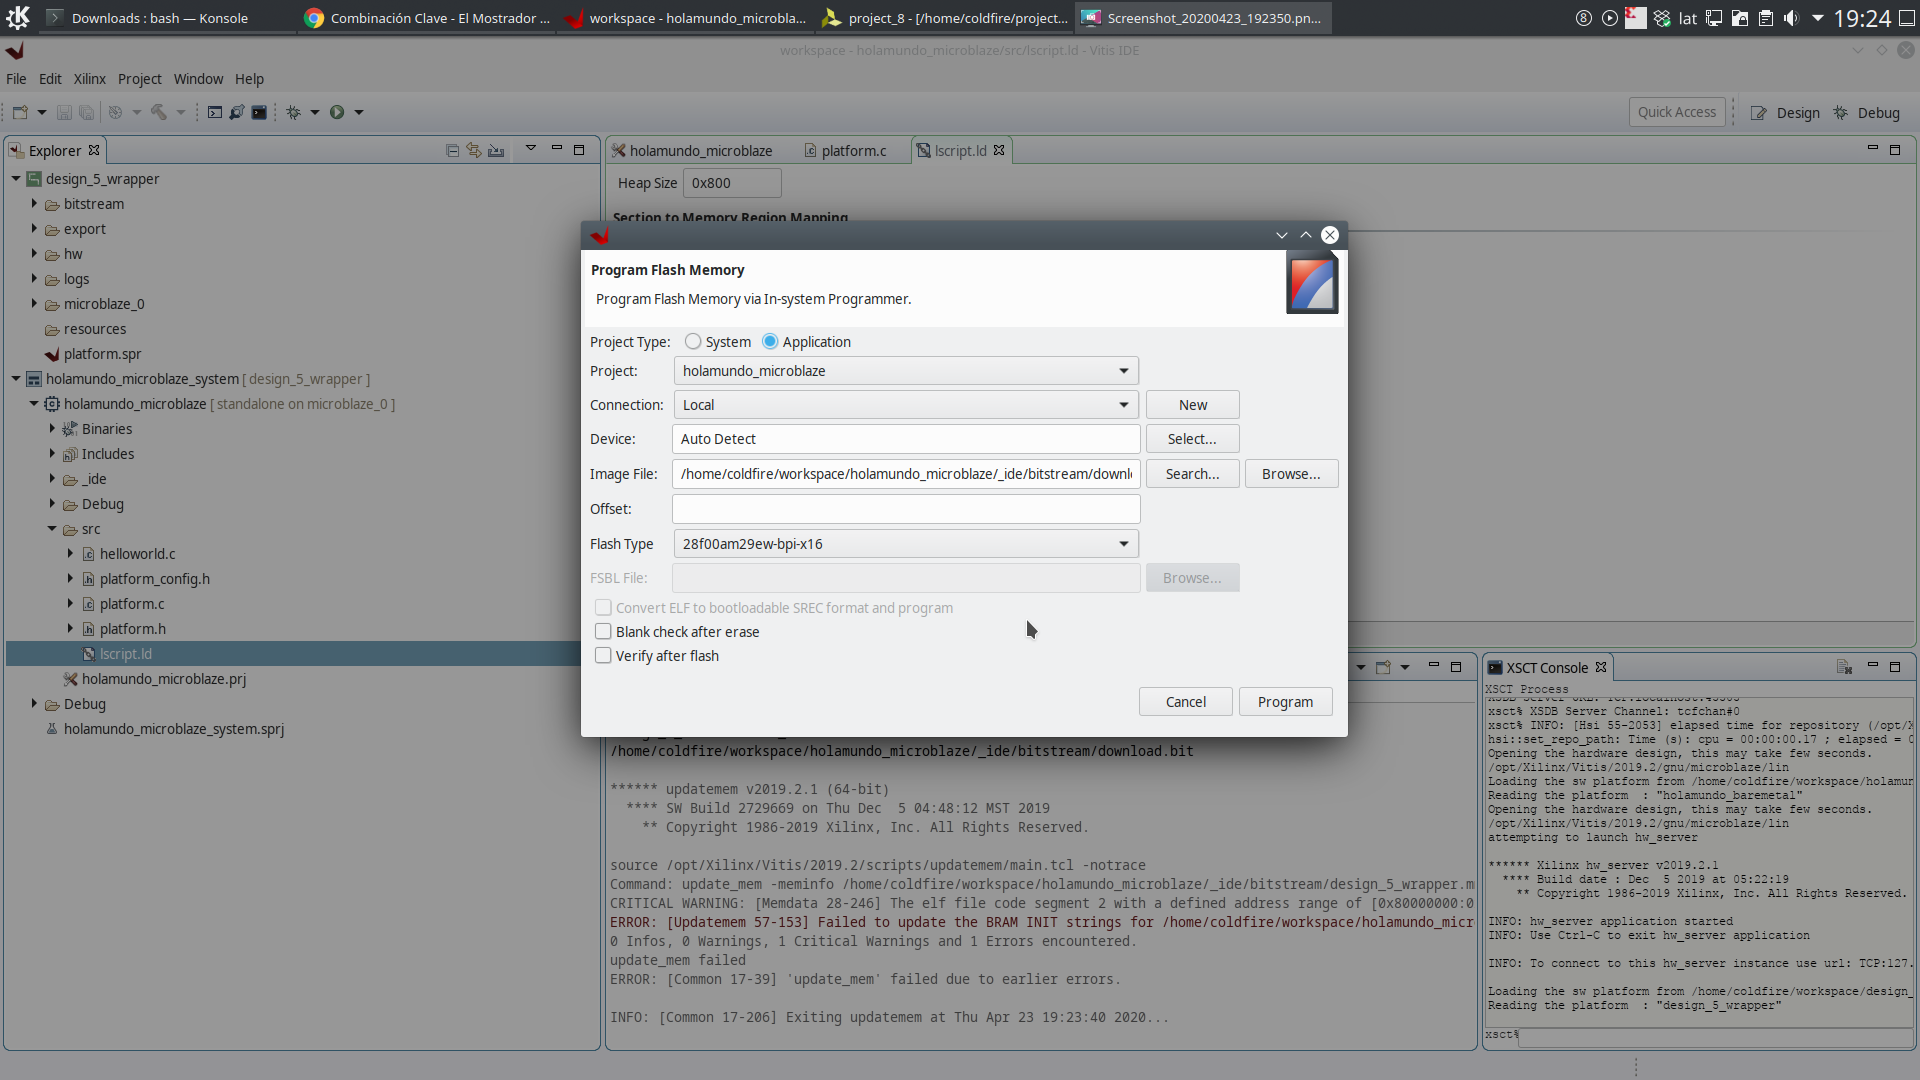 Downloads : bash — Konsole
Combinación Clave - El Mostrador ...
workspace - holamundo_microbla...
project_8 - [/home/coldfire/project...
Screenshot_20200423_192350.pn...
8
lat
19:24
workspace - holamundo_microblaze/src/lscript.ld - Vitis IDE
File Edit Xilinx Project Window Help
Quick Access
Design
Debug
Explorer
design_5_wrapper
bitstream
export
hw
logs
microblaze_0
resources
platform.spr
holamundo_microblaze_system [ design_5_wrapper ]
holamundo_microblaze [ standalone on microblaze_0 ]
Binaries
Includes
_ide
Debug
src
helloworld.c
platform_config.h
platform.c
platform.h
lscript.ld
holamundo_microblaze.prj
Debug
holamundo_microblaze_system.sprj
holamundo_microblaze
platform.c
lscript.ld
Heap Size 0x800
Section to Memory Region Mapping
Program Flash Memory
Program Flash Memory via In-system Programmer.
Project Type: System Application
Project: holamundo_microblaze
Connection: Local New
Device: Auto Detect Select...
Image File: /home/coldfire/workspace/holamundo_microblaze/_ide/bitstream/downl Search... Browse...
Offset:
Flash Type 28f00am29ew-bpi-x16
FSBL File: Browse...
Convert ELF to bootloadable SREC format and program
Blank check after erase
Verify after flash
Cancel Program
/home/coldfire/workspace/holamundo_microblaze/_ide/bitstream/download.bit
****** updatemem v2019.2.1 (64-bit)
**** SW Build 2729669 on Thu Dec 5 04:48:12 MST 2019
** Copyright 1986-2019 Xilinx, Inc. All Rights Reserved.
source /opt/Xilinx/Vitis/2019.2/scripts/updatemem/main.tcl -notrace
Command: update_mem -meminfo /home/coldfire/workspace/holamundo_microblaze/_ide/bitstream/design_5_wrapper.m
CRITICAL WARNING: [Memdata 28-246] The elf file code segment 2 with a defined address range of [0x80000000:0
ERROR: [Updatemem 57-153] Failed to update the BRAM INIT strings for /home/coldfire/workspace/holamundo_micr
0 Infos, 0 Warnings, 1 Critical Warnings and 1 Errors encountered.
update_mem failed
ERROR: [Common 17-39] 'update_mem' failed due to earlier errors.
INFO: [Common 17-206] Exiting updatemem at Thu Apr 23 19:23:40 2020...
XSCT Console
XSCT Process
xsct% XSDB Server Channel: tcfchan#0
xsct% INFO: [Hsi 55-2053] elapsed time for repository (/opt/X
hsi::set_repo_path: Time (s): cpu = 00:00:00.17 ; elapsed = 0
Opening the hardware design, this may take few seconds.
/opt/Xilinx/Vitis/2019.2/gnu/microblaze/lin
Loading the sw platform from /home/coldfire/workspace/holamun
Reading the platform : "holamundo_baremetal"
Opening the hardware design, this may take few seconds.
/opt/Xilinx/Vitis/2019.2/gnu/microblaze/lin
attempting to launch hw_server
****** Xilinx hw_server v2019.2.1
**** Build date : Dec 5 2019 at 05:22:19
** Copyright 1986-2019 Xilinx, Inc. All Rights Reserved.
INFO: hw_server application started
INFO: Use Ctrl-C to exit hw_server application
INFO: To connect to this hw_server instance use url: TCP:127.
Loading the sw platform from /home/coldfire/workspace/design_
Reading the platform : "design_5_wrapper"
xsct%